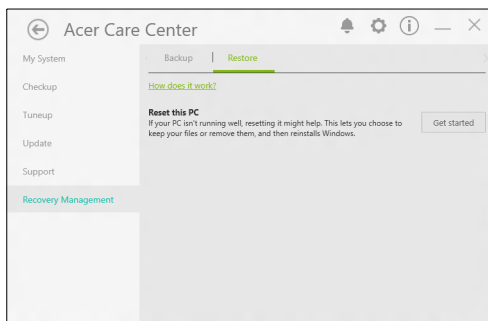 Acer Care Center
My System
Checkup
Tuneup
Update
Support
Recovery Management
Backup
Restore
How does it work?
Reset this PC
If your PC isn't running well, resetting it might help. This lets you choose to
keep your files or remove them, and then reinstalls Windows.
Get started